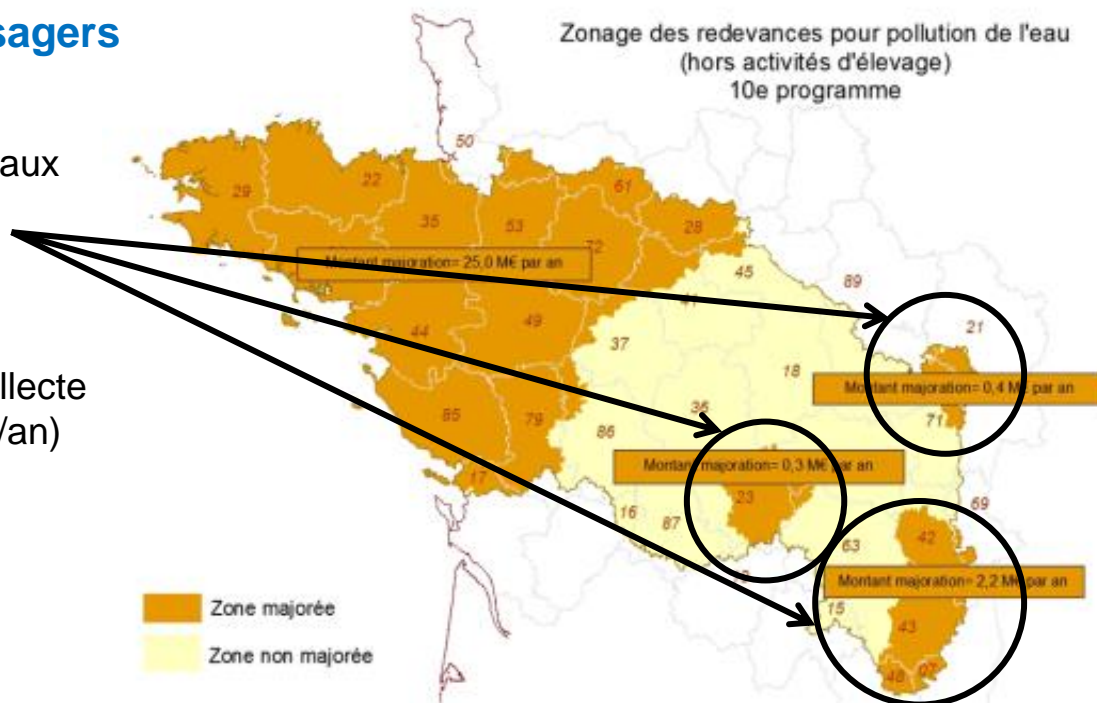 sagers
Zonage des redevances pour pollution de l'eau
(hors activités d'élevage)
10e programme
aux
50
29
22
61
35
53
28
72
Montant majoration= 25,0 M€ par an
45
89
41
21
44
49
37
18
Montant majoration= 0,4 M€ par an
llecte
/an)
36
71
85
79
86
Montant majoration= 0,3 M€ par an
17
23
16
87
69
63
42
Montant majoration= 2,2 M€ par an
15
43
48
07
Zone majorée
Zone non majorée